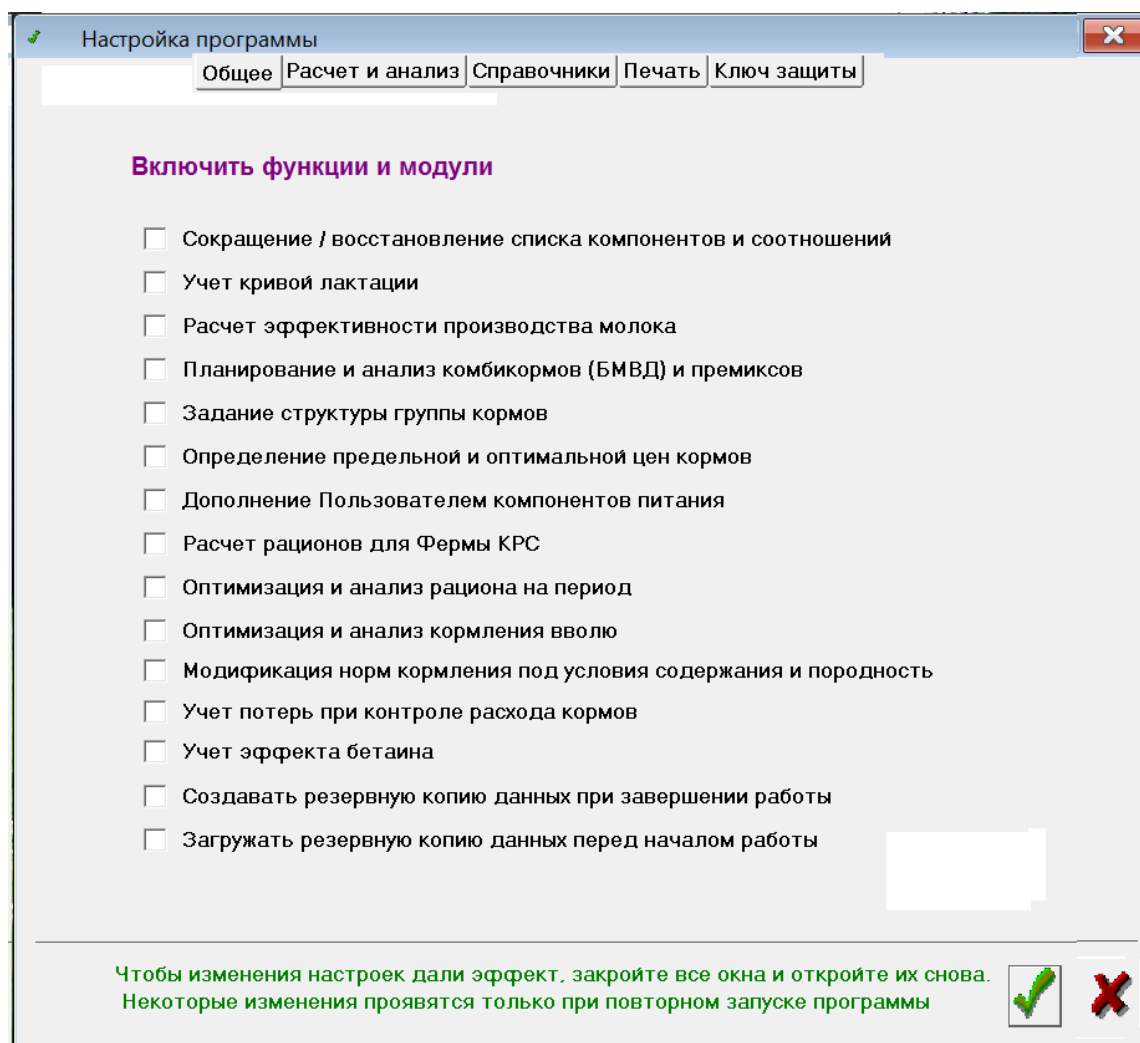 Настройка программы
Общее Расчет и анализ Справочники Печать Ключ защиты
Включить функции и модули
Сокращение / восстановление списка компонентов и соотношений
Учет кривой лактации
Расчет эффективности производства молока
Планирование и анализ комбикормов (БМВД) и премиксов
Задание структуры группы кормов
Определение предельной и оптимальной цен кормов
Дополнение Пользователем компонентов питания
Расчет рационов для Фермы КРС
Оптимизация и анализ рациона на период
Оптимизация и анализ кормления вволю
Модификация норм кормления под условия содержания и породность
Учет потерь при контроле расхода кормов
Учет эффекта бетаина
Создавать резервную копию данных при завершении работы
Загружать резервную копию данных перед началом работы
Чтобы изменения настроек дали эффект, закройте все окна и откройте их снова.
Некоторые изменения проявятся только при повторном запуске программы